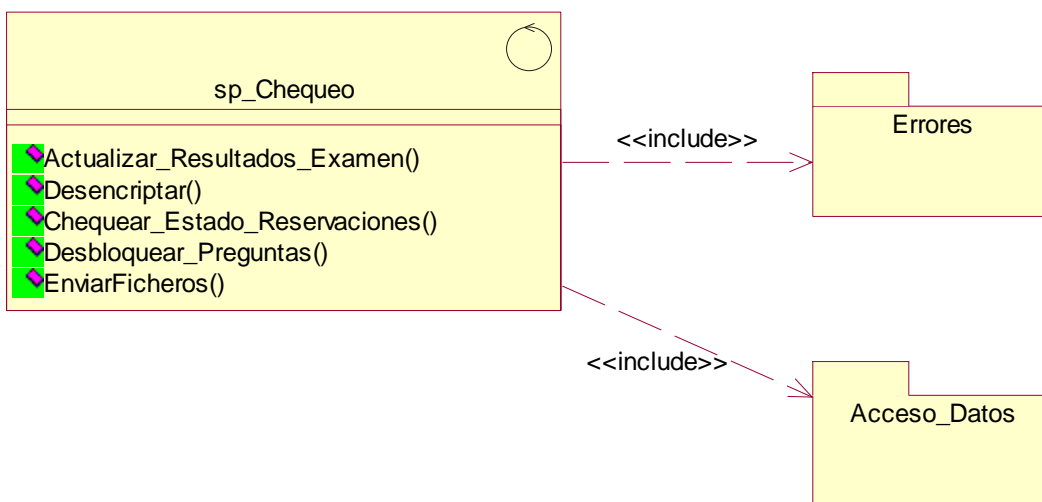 sp_Chequeo
Actualizar_Resultados_Examen()
Desencriptar()
Chequear_Estado_Reservaciones()
Desbloquear_Preguntas()
EnviarFicheros()
<<include>>
Errores
<<include>>
Acceso_Datos